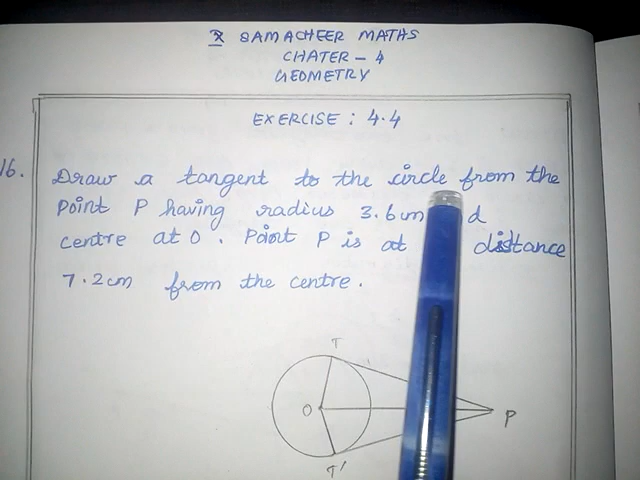 X SAMACHEER MATHS
CHATER - 4
GEOMETRY
EXERCISE : 4.4
16. Draw a tangent to the circle from the
Point P having radius 3.6cm d
centre at O. Point P is at distance
7.2cm from the centre.
T
O
P
T'